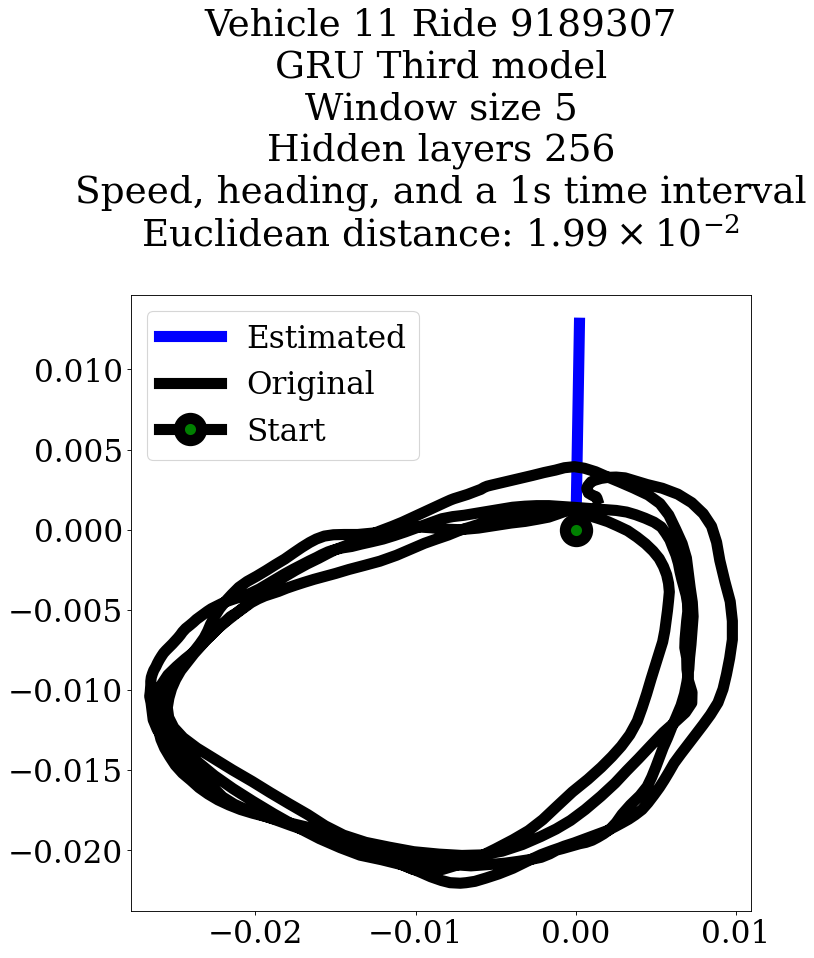 Vehicle 11 Ride 9189307
GRU Third model
Window size 5
Hidden layers 256
Speed, heading, and a 1s time interval
Euclidean distance: 1.99 × 10⁻²
Estimated
Original
Start
0.010
0.005
0.000
−0.005
−0.010
−0.015
−0.020
−0.02 −0.01 0.00 0.01